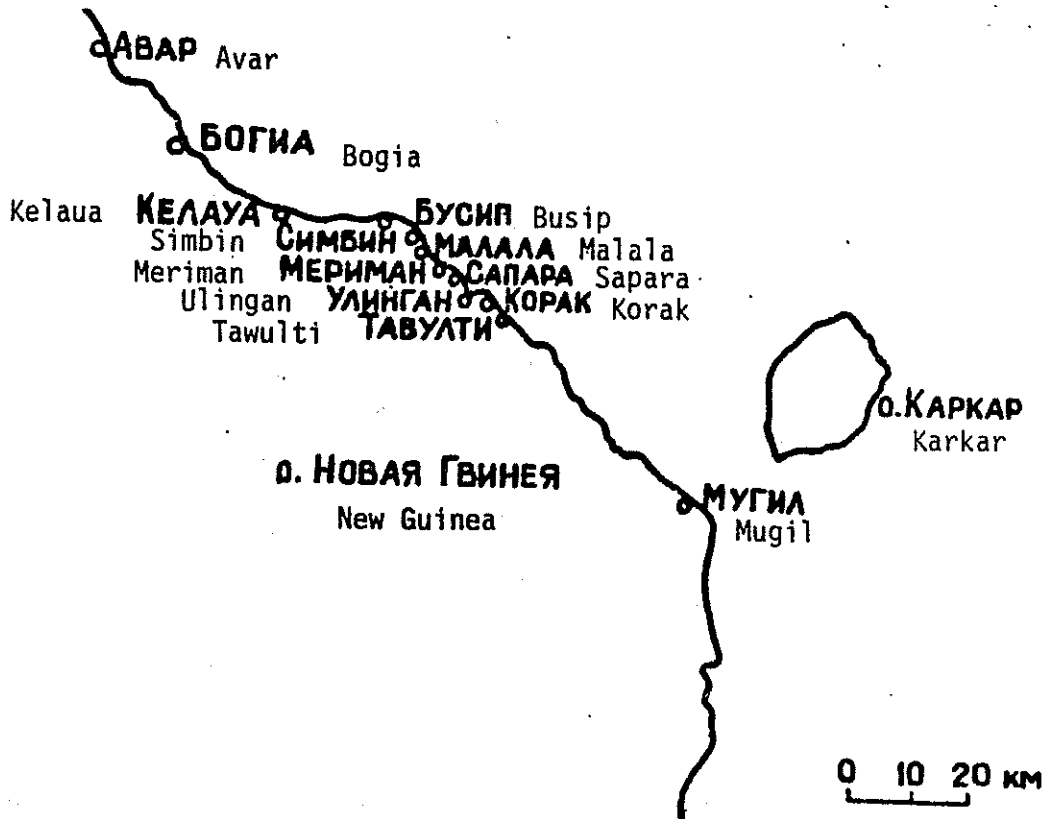 АВАР Avar
БОГИА Bogia
Kelaua КЕЛАУА БУСИП Busip
Simbin СИМБИН МАЛАЛА Malala
Meriman МЕРИМАН САПАРА Sapara
Ulingan УЛИНГАН КОРАК Korak
Tawulti ТАВУЛТИ
о. КАРКАР
Karkar
о. НОВАЯ ГВИНЕЯ
New Guinea
МУГИЛ
Mugil
0 10 20 км